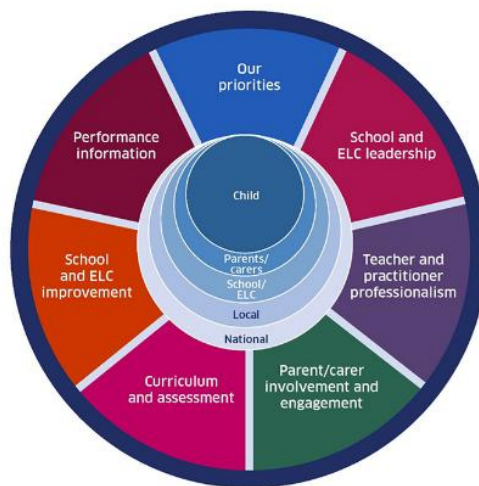 Our
priorities
School and
ELC leadership
Teacher and
practitioner
professionalism
Parent/carer
involvement and
engagement
Curriculum
and assessment
School
and ELC
improvement
Performance
information
Child
Parents/
carers
School/
ELC
Local
National